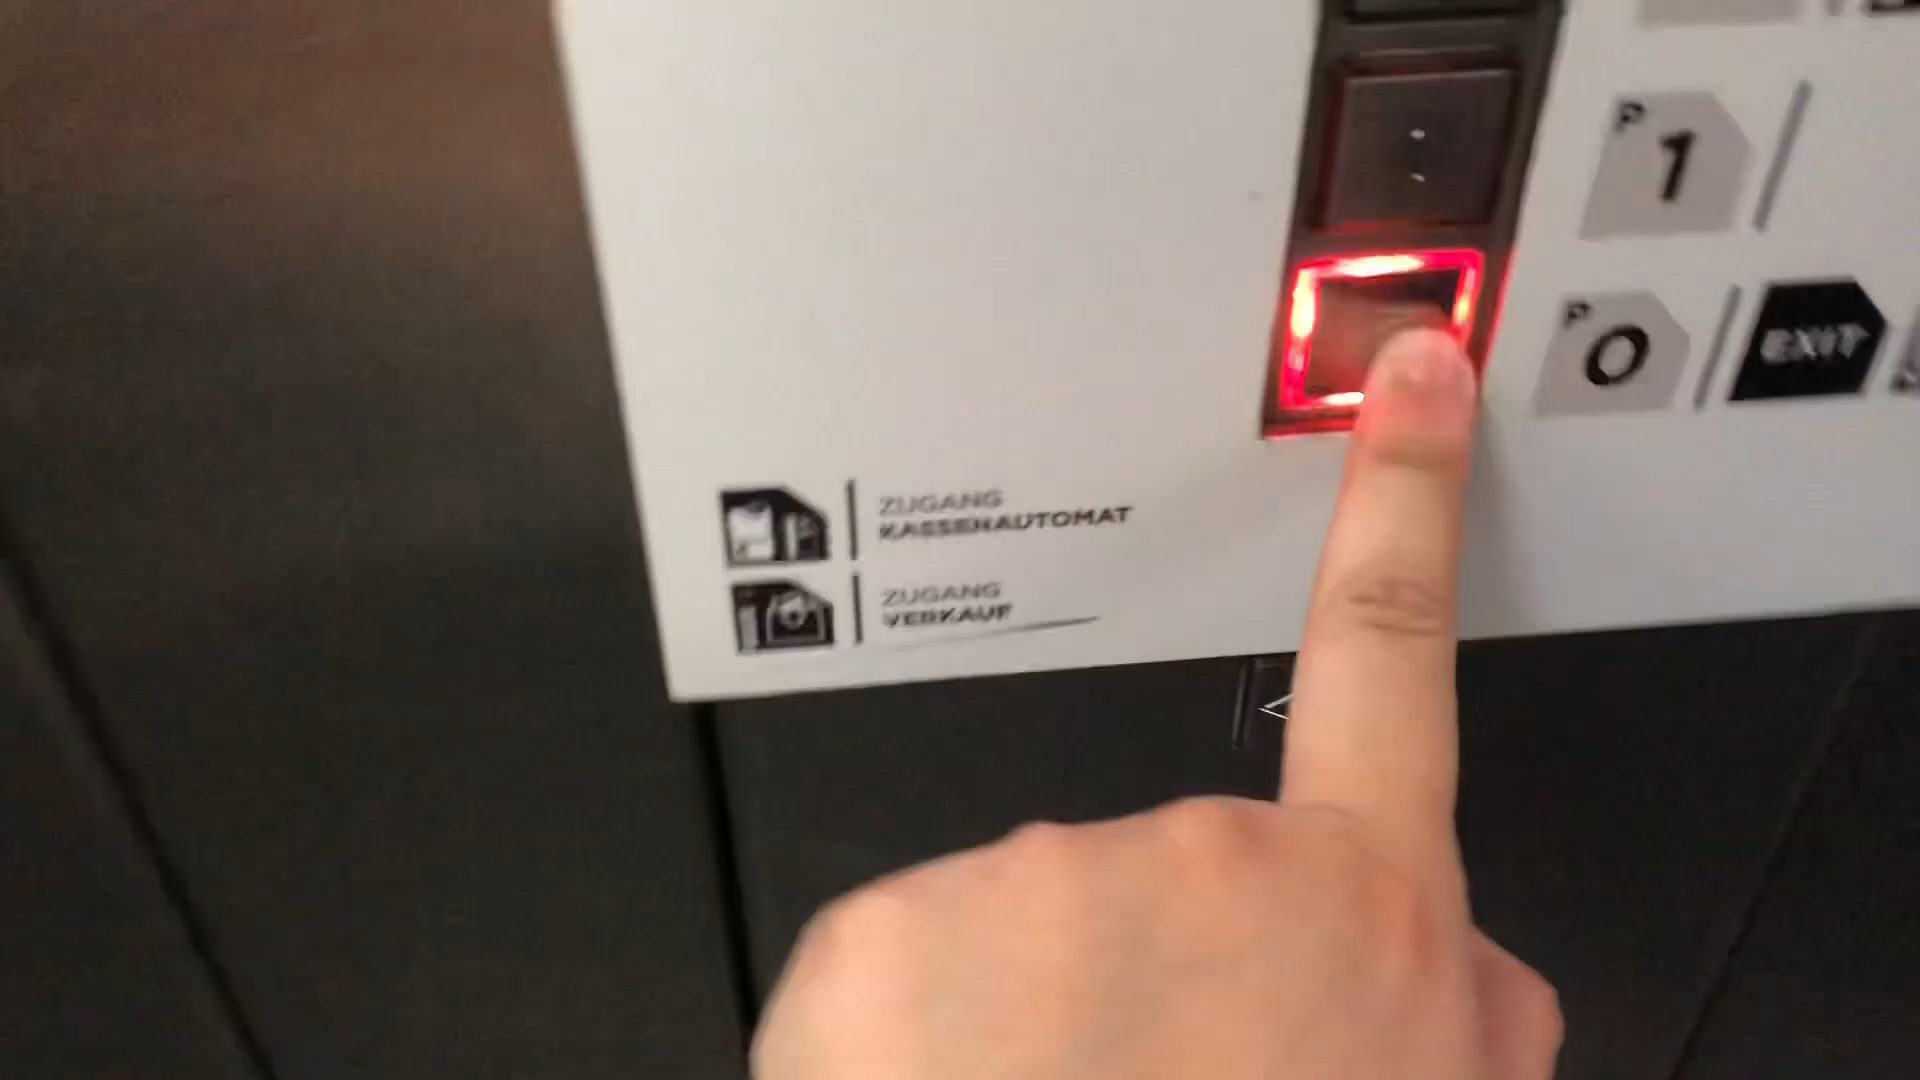 P 1
P 0 EXIT
ZUGANG
KASSENAUTOMAT
ZUGANG
VERKAUF